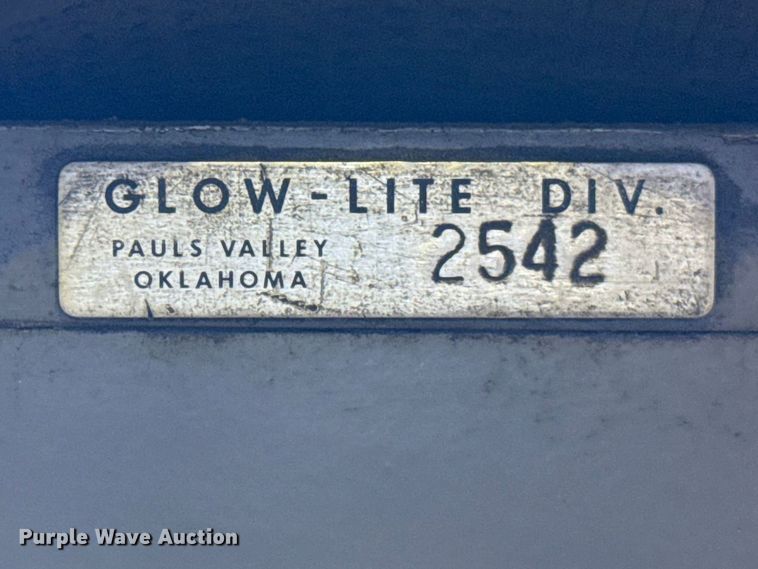 GLOW-LITE DIV.
PAULS VALLEY
OKLAHOMA
2542
Purple Wave Auction